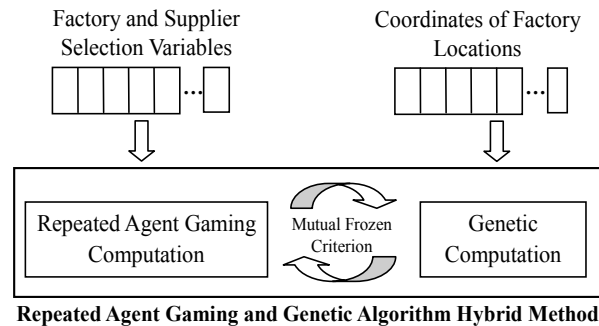 Factory and Supplier
Selection Variables
Coordinates of Factory
Locations
...
...
Repeated Agent Gaming
Computation
Mutual Frozen
Criterion
Genetic
Computation
Repeated Agent Gaming and Genetic Algorithm Hybrid Method